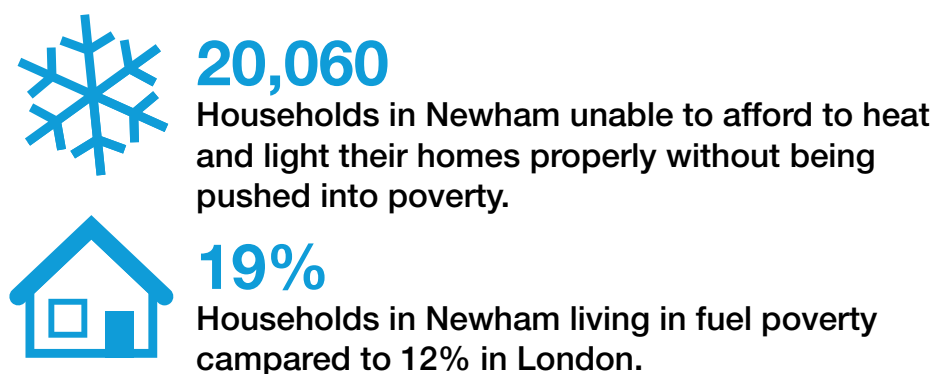 20,060
Households in Newham unable to afford to heat
and light their homes properly without being
pushed into poverty.
19%
Households in Newham living in fuel poverty
campared to 12% in London.